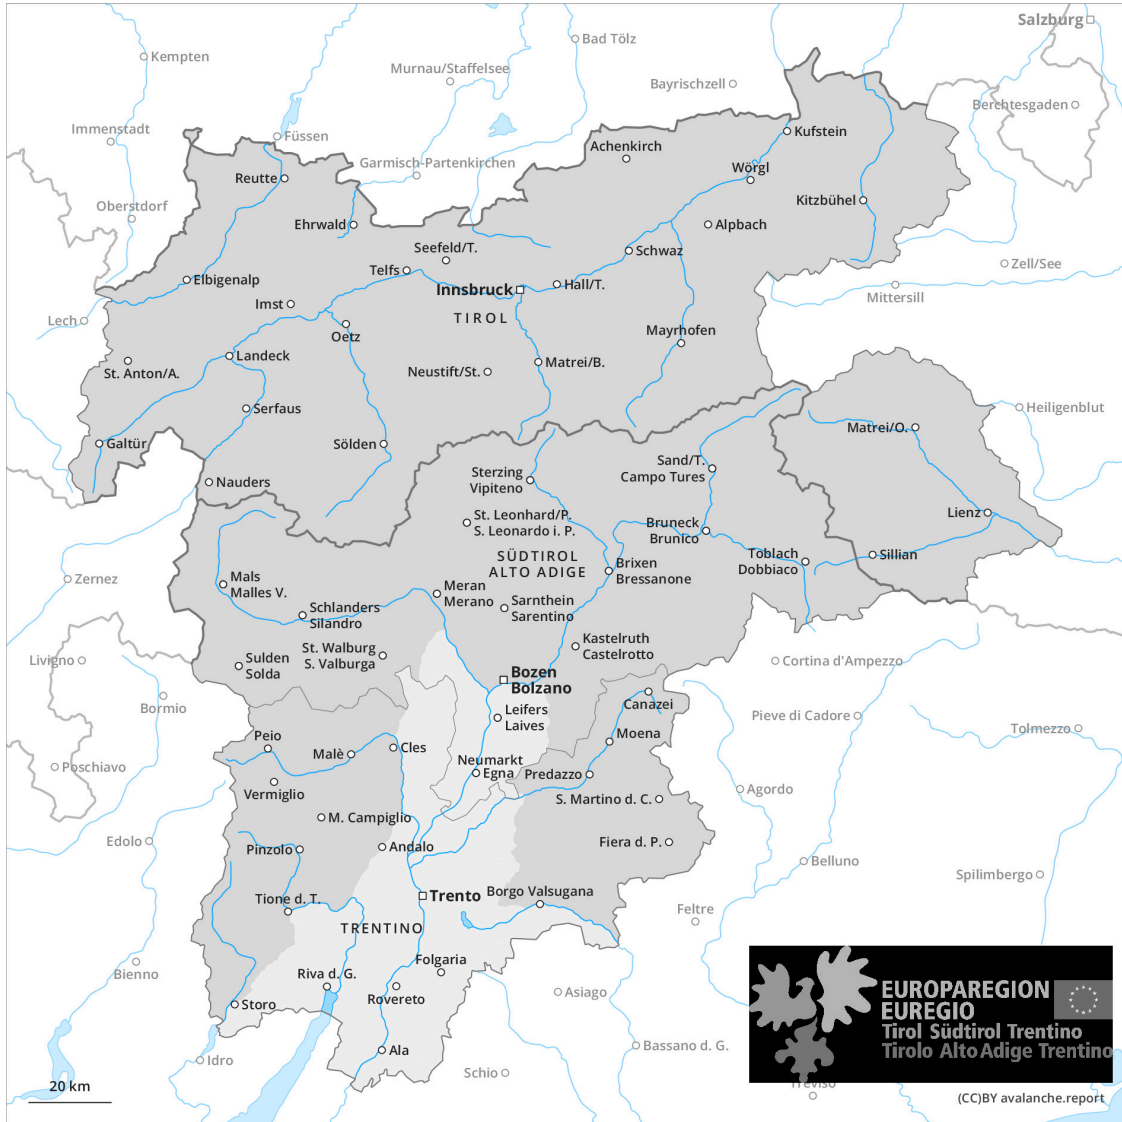 Salzburg
Bad Tölz
Kempten
Murnau/Staffelsee
Bayrischzell
Berchtesgaden
Immenstadt
Füssen
Kufstein
Achenkirch
Garmisch-Partenkirchen
Wörgl
Reutte
Kitzbühel
Oberstdorf
Ehrwald
Alpbach
Seefeld/T.
Schwaz
Zell/See
Telfs
Elbigenalp
Innsbruck
Hall/T.
Mittersill
Imst
TIROL
Lech
Oetz
Mayrhofen
Landeck
Matrei/B.
St. Anton/A.
Neustift/St.
Serfaus
Heiligenblut
Matrei/O.
Galtür
Sölden
Sand/T.
Campo Tures
Sterzing
Vipiteno
Nauders
Lienz
St. Leonhard/P.
S. Leonardo i. P.
Bruneck
Brunico
SÜDTIROL
ALTO ADIGE
Toblach
Dobbiaco
Sillian
Brixen
Bressanone
Zernez
Mals
Malles V.
Meran
Merano
Sarnthein
Sarentino
Schlanders
Silandro
Kastelruth
Castelrotto
St. Walburg
S. Valburga
Livigno
Sulden
Solda
Cortina d'Ampezzo
Bozen
Bolzano
Bormio
Canazei
Leifers
Laives
Pieve di Cadore
Tolmezzo
Peio
Moena
Malè
Cles
Neumarkt
Egna
Predazzo
Poschiavo
Vermiglio
S. Martino d. C.
Agordo
M. Campiglio
Edolo
Pinzolo
Andalo
Fiera d. P.
Belluno
Spilimbergo
Tione d. T.
Trento
Borgo Valsugana
Feltre
TRENTINO
Folgaria
Bienno
Riva d. G.
Rovereto
Asiago
Storo
EUROPAREGION
EUREGIO
Tirol Südtirol Trentino
Tirolo Alto Adige Trentino
Ala
Idro
Bassano d. G.
Schio
Treviso
20 km
(CC)BY avalanche.report